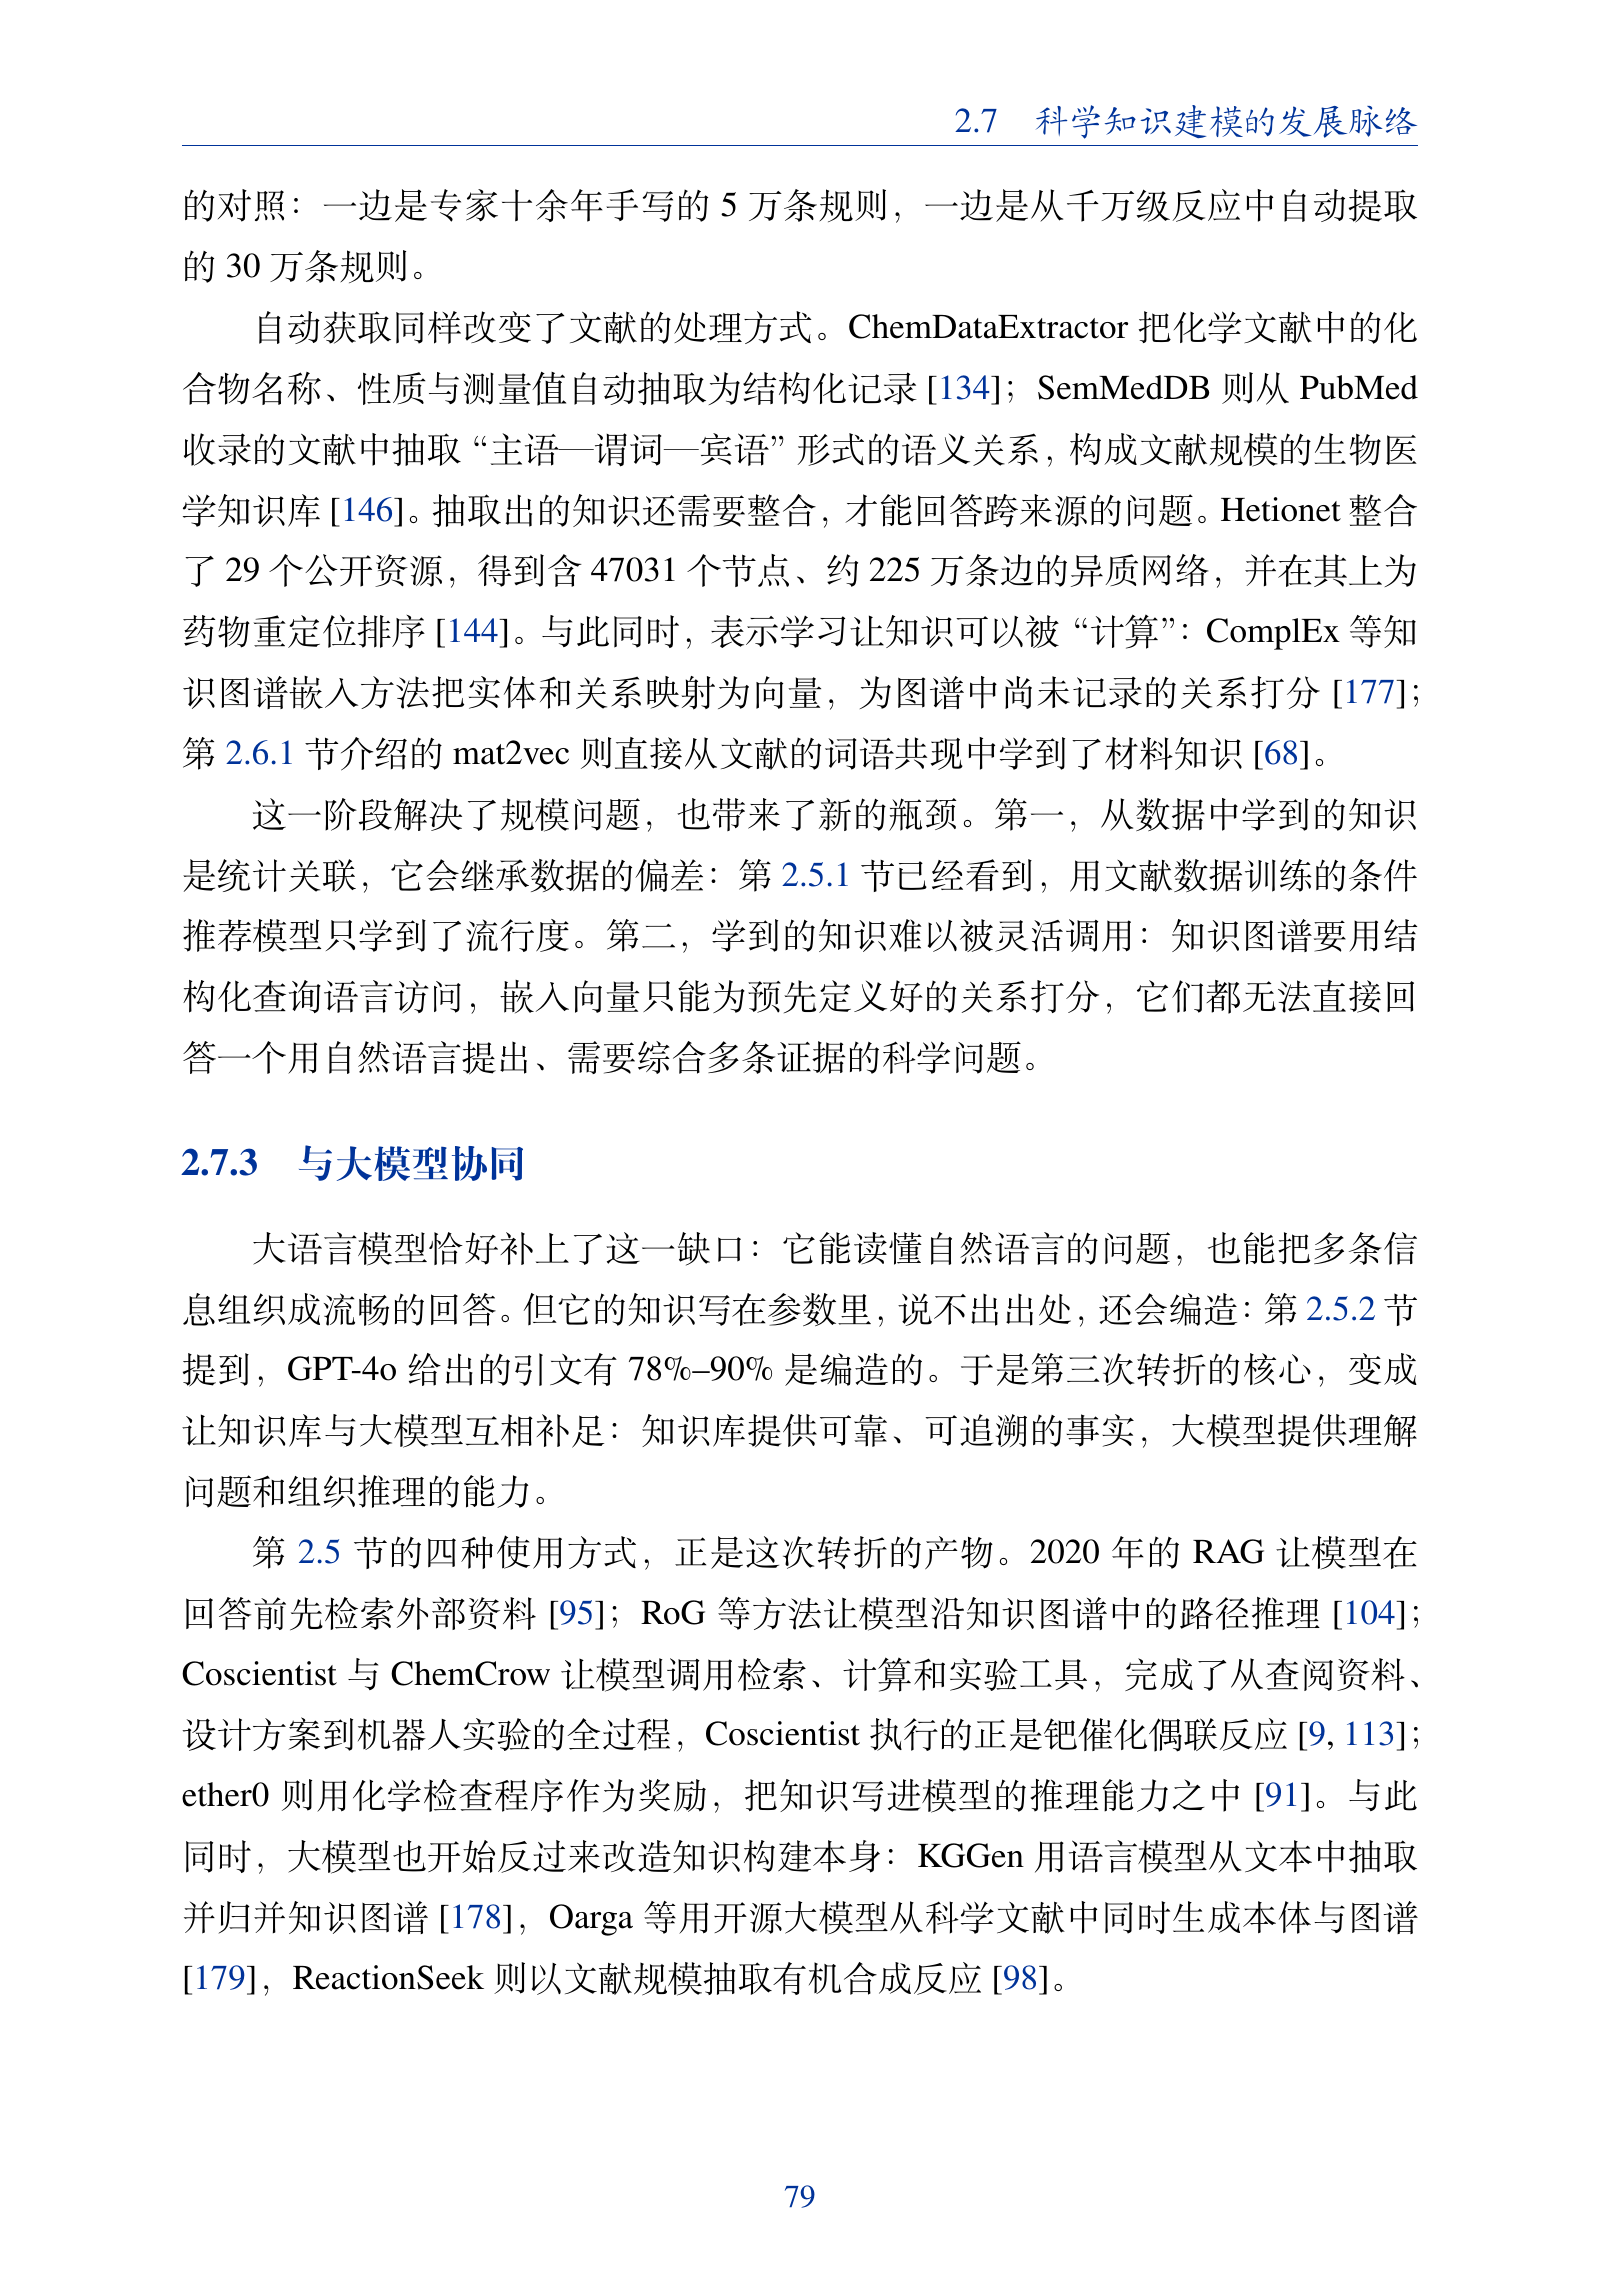 2.7 科学知识建模的发展脉络
的对照：一边是专家十余年手写的 5 万条规则，一边是从千万级反应中自动提取
的 30 万条规则。
自动获取同样改变了文献的处理方式。ChemDataExtractor 把化学文献中的化
合物名称、性质与测量值自动抽取为结构化记录 [134]；SemMedDB 则从 PubMed
收录的文献中抽取 “主语—谓词—宾语” 形式的语义关系，构成文献规模的生物医
学知识库 [146]。抽取出的知识还需要整合，才能回答跨来源的问题。Hetionet 整合
了 29 个公开资源，得到含 47031 个节点、约 225 万条边的异质网络，并在其上为
药物重定位排序 [144]。与此同时，表示学习让知识可以被 “计算”：ComplEx 等知
识图谱嵌入方法把实体和关系映射为向量，为图谱中尚未记录的关系打分 [177]；
第 2.6.1 节介绍的 mat2vec 则直接从文献的词语共现中学到了材料知识 [68]。
这一阶段解决了规模问题，也带来了新的瓶颈。第一，从数据中学到的知识
是统计关联，它会继承数据的偏差：第 2.5.1 节已经看到，用文献数据训练的条件
推荐模型只学到了流行度。第二，学到的知识难以被灵活调用：知识图谱要用结
构化查询语言访问，嵌入向量只能为预先定义好的关系打分，它们都无法直接回
答一个用自然语言提出、需要综合多条证据的科学问题。
2.7.3 与大模型协同
大语言模型恰好补上了这一缺口：它能读懂自然语言的问题，也能把多条信
息组织成流畅的回答。但它的知识写在参数里，说不出出处，还会编造：第 2.5.2 节
提到，GPT-4o 给出的引文有 78%–90% 是编造的。于是第三次转折的核心，变成
让知识库与大模型互相补足：知识库提供可靠、可追溯的事实，大模型提供理解
问题和组织推理的能力。
第 2.5 节的四种使用方式，正是这次转折的产物。2020 年的 RAG 让模型在
回答前先检索外部资料 [95]；RoG 等方法让模型沿知识图谱中的路径推理 [104]；
Coscientist 与 ChemCrow 让模型调用检索、计算和实验工具，完成了从查阅资料、
设计方案到机器人实验的全过程，Coscientist 执行的正是钯催化偶联反应 [9, 113]；
ether0 则用化学检查程序作为奖励，把知识写进模型的推理能力之中 [91]。与此
同时，大模型也开始反过来改造知识构建本身：KGGen 用语言模型从文本中抽取
并归并知识图谱 [178]，Oarga 等用开源大模型从科学文献中同时生成本体与图谱
[179]，ReactionSeek 则以文献规模抽取有机合成反应 [98]。
79